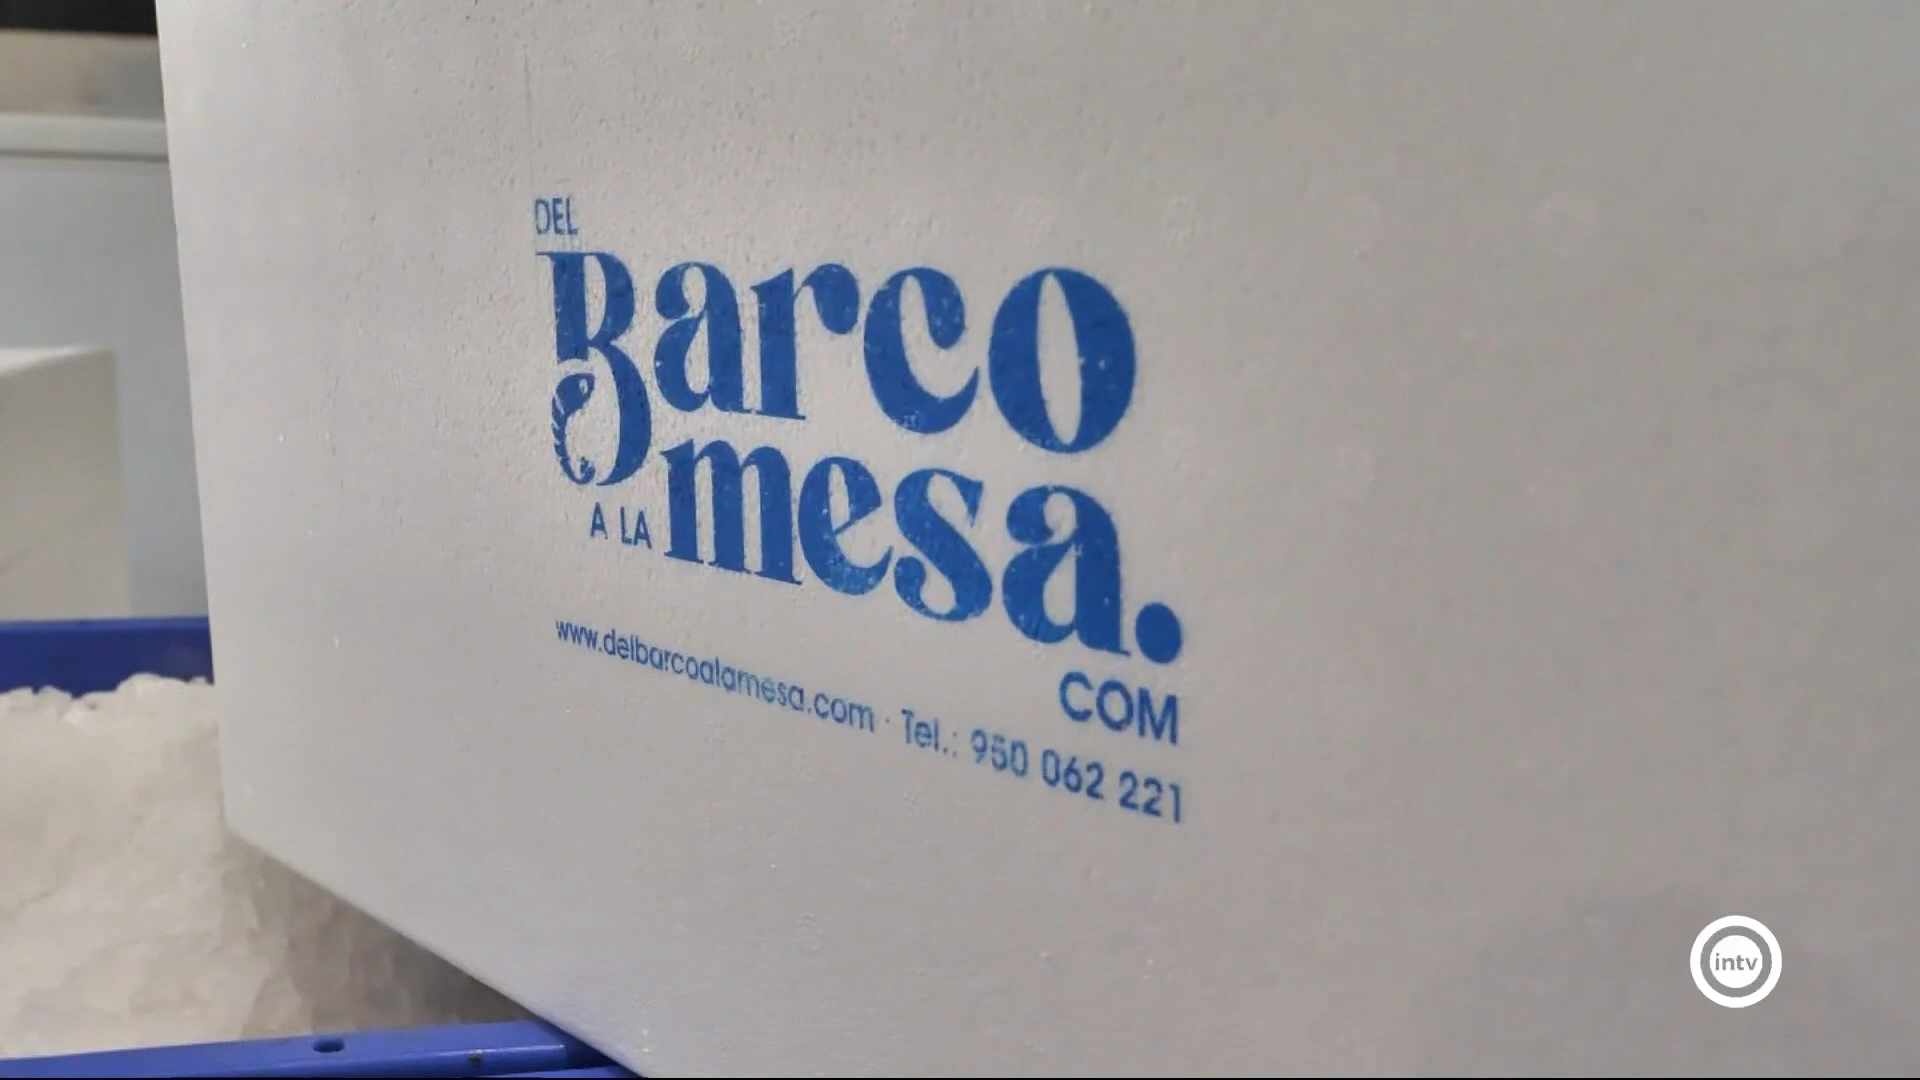 DEL
Barco
A LA mesa.
COM
www.delbarcoalamesa.com · Tel.: 950 062 221
intv